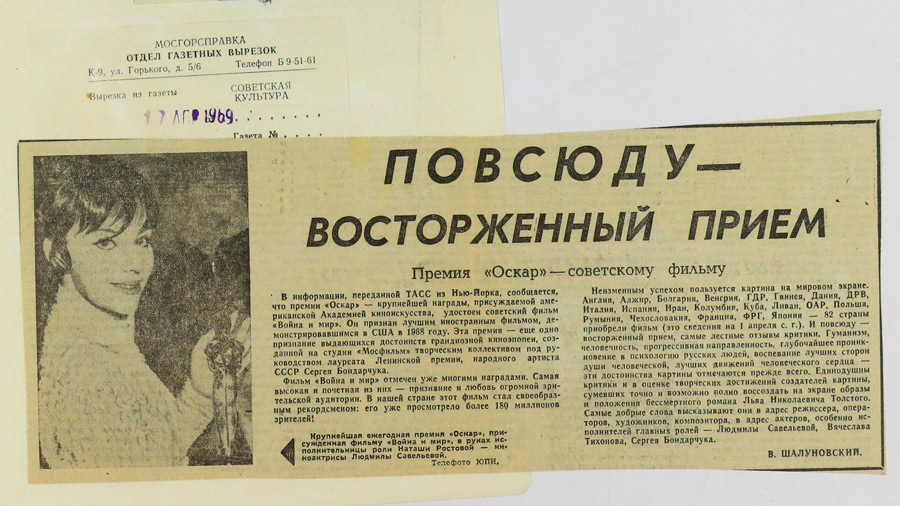 МОСГОРСПРАВКА
ОТДЕЛ ГАЗЕТНЫХ ВЫРЕЗОК
К-9, ул. Горького, д. 5/6 Телефон Б 9-51-61
Вырезка из газеты
СОВЕТСКАЯ
КУЛЬТУРА
17 АПР 1969
Газета №
ПОВСЮДУ—
ВОСТОРЖЕННЫЙ ПРИЕМ
Премия «Оскар»—советскому фильму
В информации, переданной ТАСС из Нью-Йорка, сообщается,
что премии «Оскар» — крупнейшей награды, присуждаемой аме-
риканской Академией киноискусства, удостоен советский фильм
«Война и мир». Он признан лучшим иностранным фильмом, де-
монстрировавшимся в США в 1968 году. Эта премия — еще одно
признание выдающихся достоинств грандиозной киноэпопеи, соз-
данной на студии «Мосфильм» творческим коллективом под ру-
ководством лауреата Ленинской премии, народного артиста
СССР Сергея Бондарчука.
Фильм «Война и мир» отмечен уже многими наградами. Самая
высокая и почетная из них — признание и любовь огромной зри-
тельской аудитории. В нашей стране этот фильм стал своеобраз-
ным рекордсменом: его уже просмотрело более 180 миллионов
зрителей!
Крупнейшая ежегодная премия «Оскар», при-
сужденная фильму «Война и мир», в руках ис-
полнительницы роли Наташи Ростовой — ки-
ноактрисы Людмилы Савельевой.
Телефото ЮПИ,
Неизменным успехом пользуется картина на мировом экране.
Англия, Алжир, Болгария, Венгрия, ГДР, Гвинея, Дания, ДРВ,
Италия, Испания, Иран, Колумбия, Куба, Ливан, ОАР, Польша,
Румыния, Чехословакия, Франция, ФРГ, Япония — 82 страны
приобрели фильм (это сведения на 1 апреля с. г.). И повсюду —
восторженный прием, самые лестные отзывы критики. Гуманизм,
человечность, прогрессивная направленность, глубочайшее проник-
новение в психологию русских людей, воспевание лучших сторон
души человеческой, лучших движений человеческого сердца —
эти достоинства картины отмечаются прежде всего. Единодушны
критики и в оценке творческих достижений создателей картины,
сумевших точно и возможно полно воссоздать на экране образы
и положения бессмертного романа Льва Николаевича Толстого.
Самые добрые слова высказывают они в адрес режиссера, опера-
торов, художников, композитора, в адрес актеров, особенно ис-
полнителей главных ролей — Людмилы Савельевой, Вячеслава
Тихонова, Сергея Бондарчука.
В. ШАЛУНОВСКИЙ.